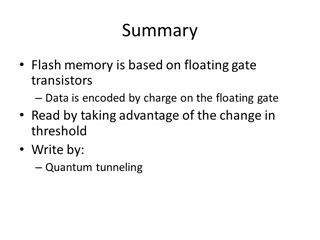 Summary
• Flash memory is based on floating gate
transistors
– Data is encoded by charge on the floating gate
• Read by taking advantage of the change in
threshold
• Write by:
– Quantum tunneling